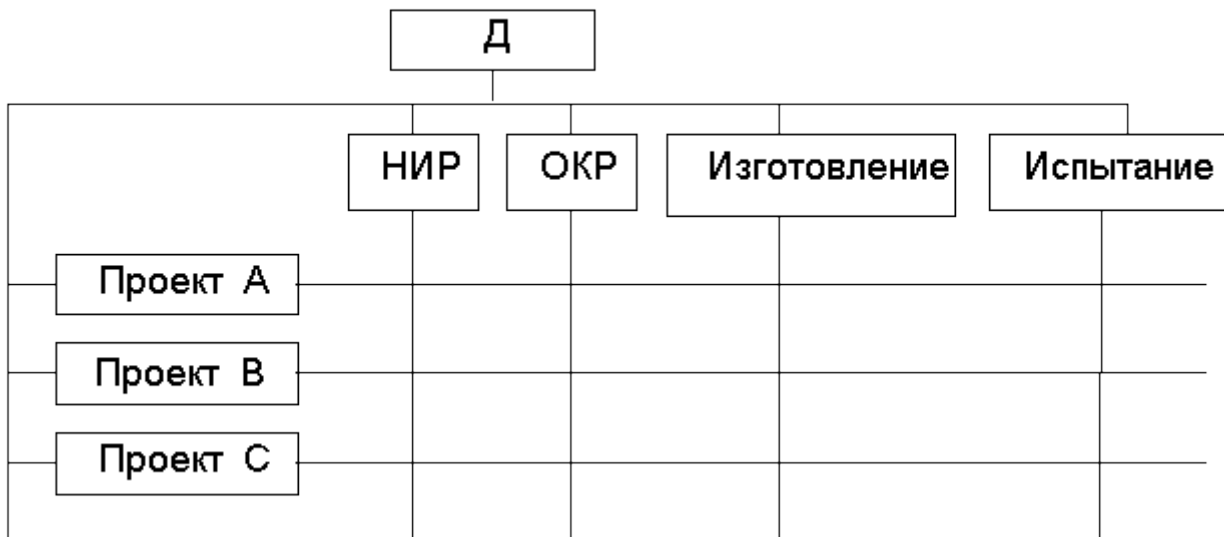 Д
НИР ОКР Изготовление Испытание
Проект А
Проект В
Проект С